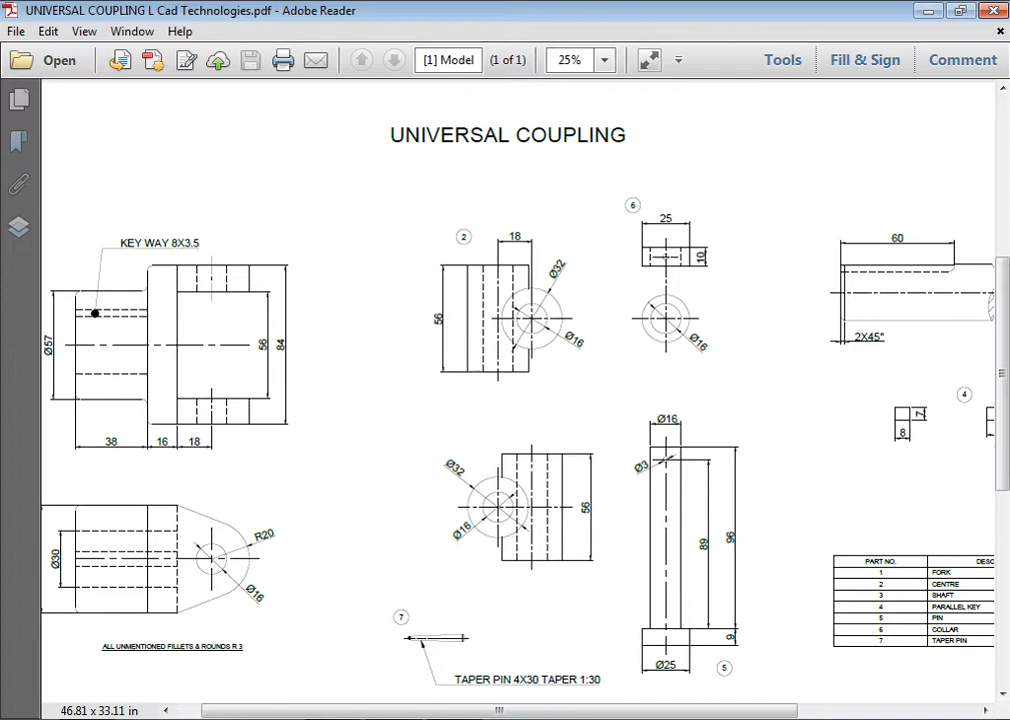 UNIVERSAL COUPLING L Cad Technologies.pdf - Adobe Reader
File Edit View Window Help
Open [1] Model (1 of 1) 25% Tools Fill & Sign Comment
UNIVERSAL COUPLING
KEY WAY 8X3.5
Ø57
56
84
38
16
18
Ø30
R20
Ø16
ALL UNMENTIONED FILLETS & ROUNDS R 3
2
18
Ø32
56
Ø16
Ø32
Ø16
56
7
TAPER PIN 4X30 TAPER 1:30
6
25
10
Ø16
Ø16
Ø3
89
96
9
Ø25
5
60
2X45°
4
7
8
PART NO. DESC
1 FORK
2 CENTRE
3 SHAFT
4 PARALLEL KEY
5 PIN
6 COLLAR
7 TAPER PIN
46.81 x 33.11 in